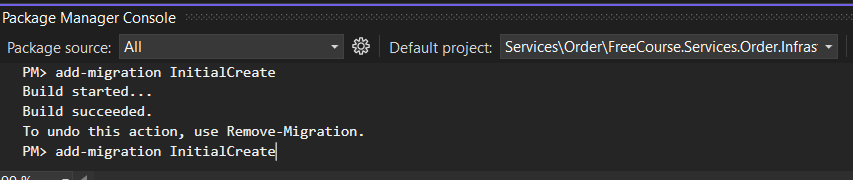 Package Manager Console
Package source: All Default project: Services\Order\FreeCourse.Services.Order.Infras
PM> add-migration InitialCreate
Build started...
Build succeeded.
To undo this action, use Remove-Migration.
PM> add-migration InitialCreate